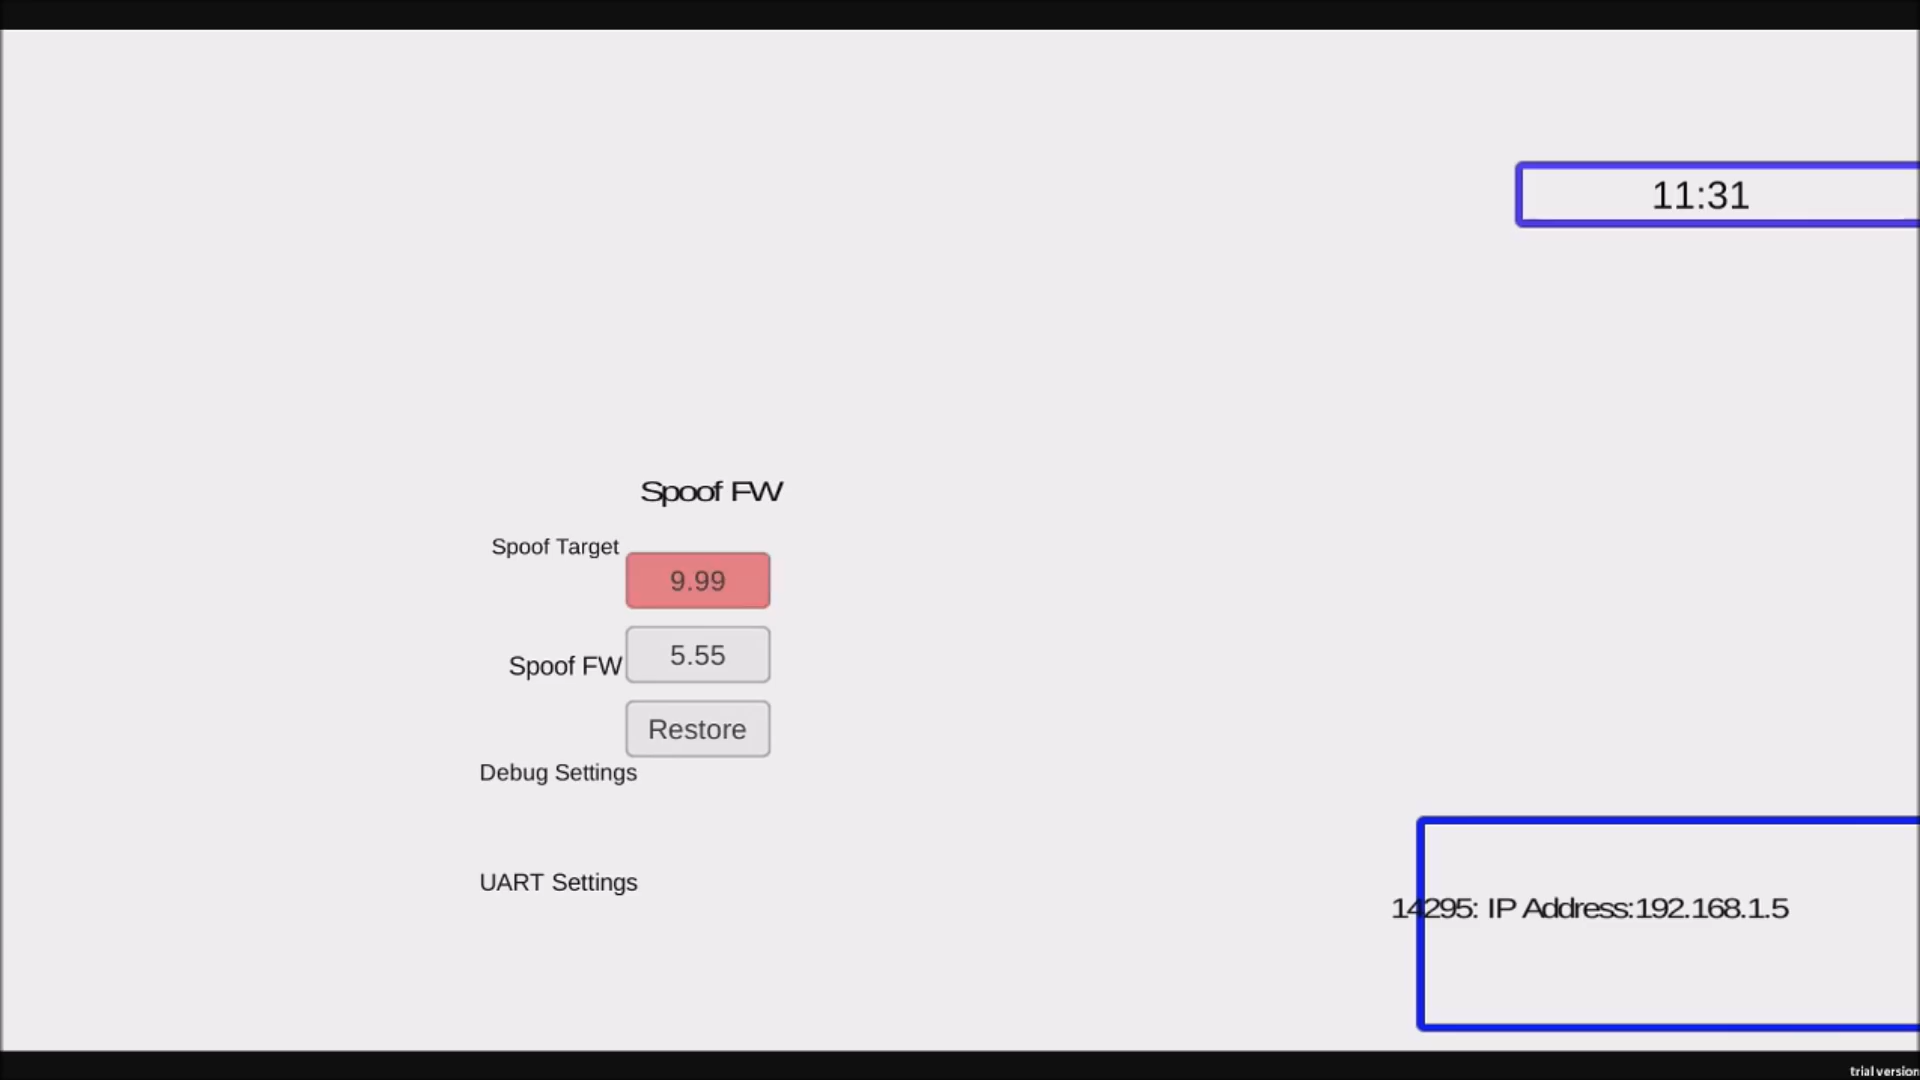 11:31
Spoof FW
Spoof Target
9.99
5.55
Spoof FW
Restore
Debug Settings
UART Settings
14295: IP Address:192.168.1.5
trial version